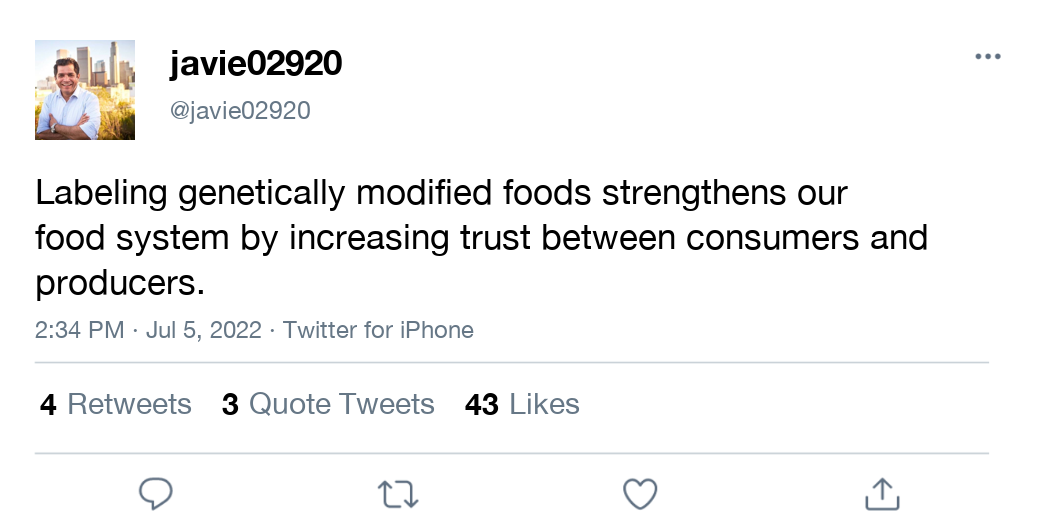 javie02920
@javie02920
Labeling genetically modified foods strengthens our
food system by increasing trust between consumers and
producers.
2:34 PM · Jul 5, 2022 · Twitter for iPhone
4 Retweets 3 Quote Tweets 43 Likes